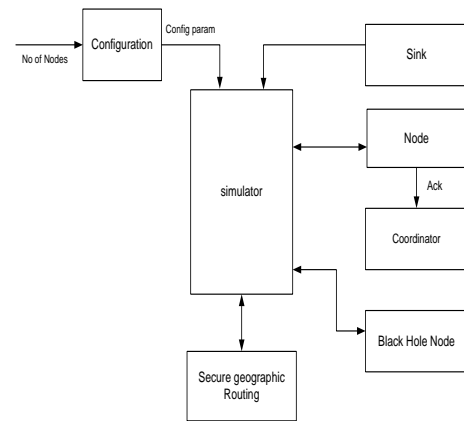 Configuration
Config param
No of Nodes
Sink
Node
simulator
Ack
Coordinator
Black Hole Node
Secure geographic
Routing